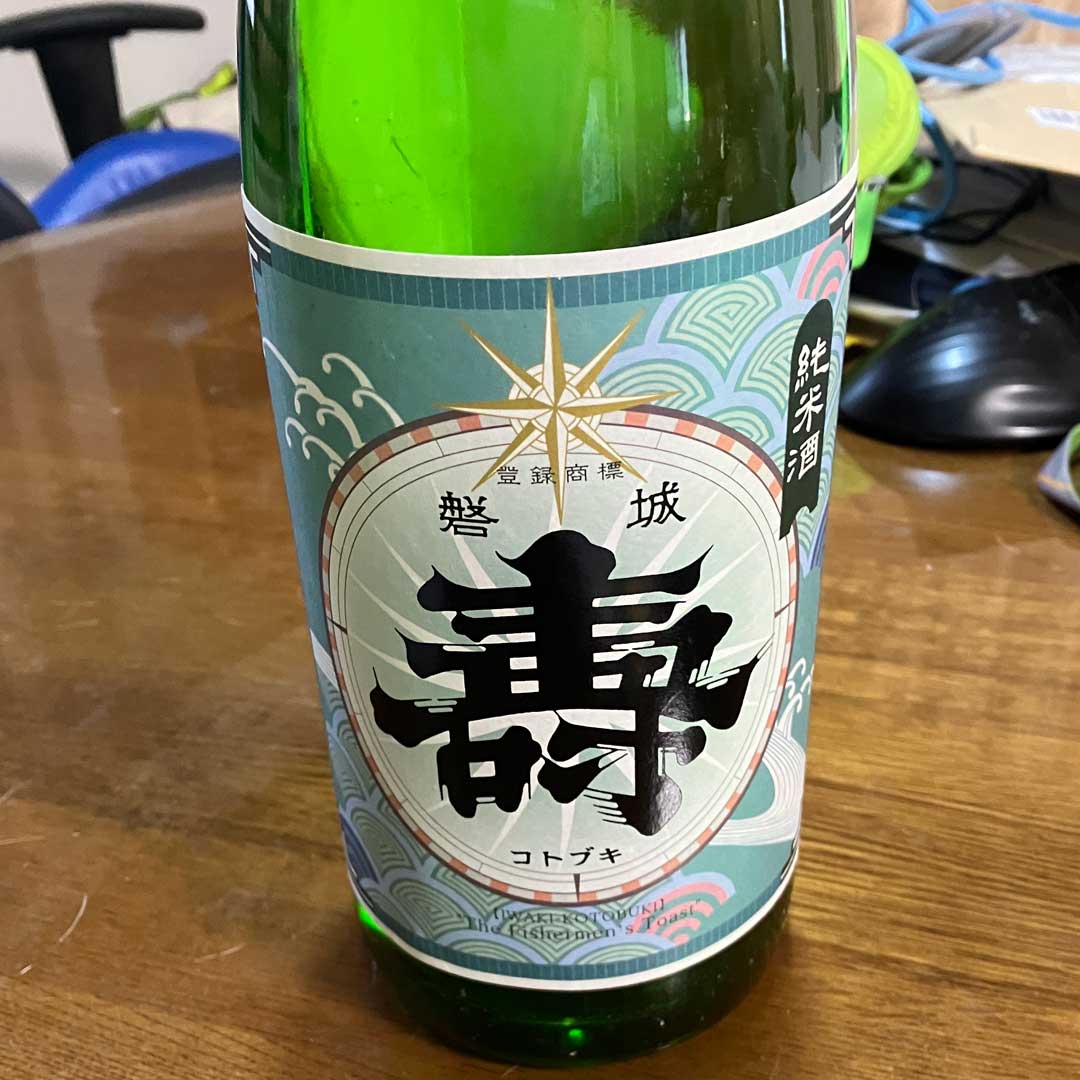 純米酒
登録商標
磐城
壽
コトブキ
[IWAKI-KOTOBUKI]
"The Fishermen's Toast"